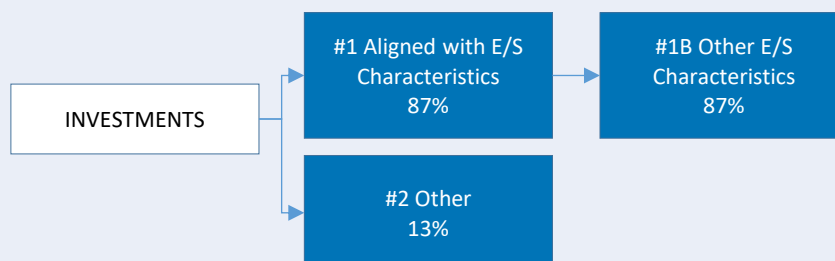 INVESTMENTS
#1 Aligned with E/S
Characteristics
87%
#1B Other E/S
Characteristics
87%
#2 Other
13%